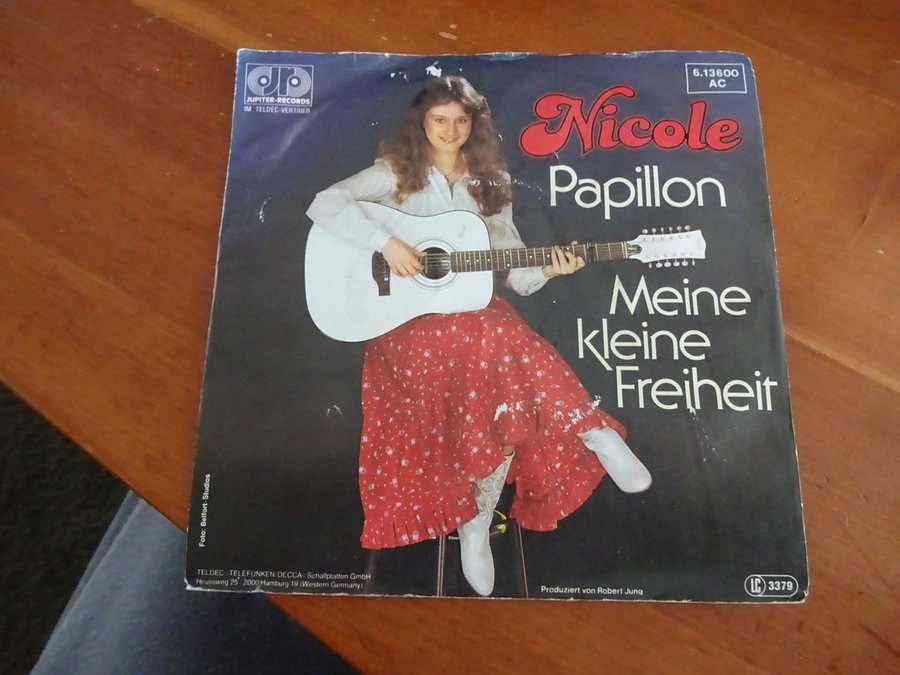 JUPITER-RECORDS
IM TELDEC-VERTRIEB
6.13600
AC
Nicole
Papillon
Meine
kleine
Freiheit
Foto: Belfort-Studios
TELDEC »TELEFUNKEN-DECCA« Schallplatten GmbH
Heussweg 25, 2000 Hamburg 19 (Western Germany)
Produziert von Robert Jung
LC 3379